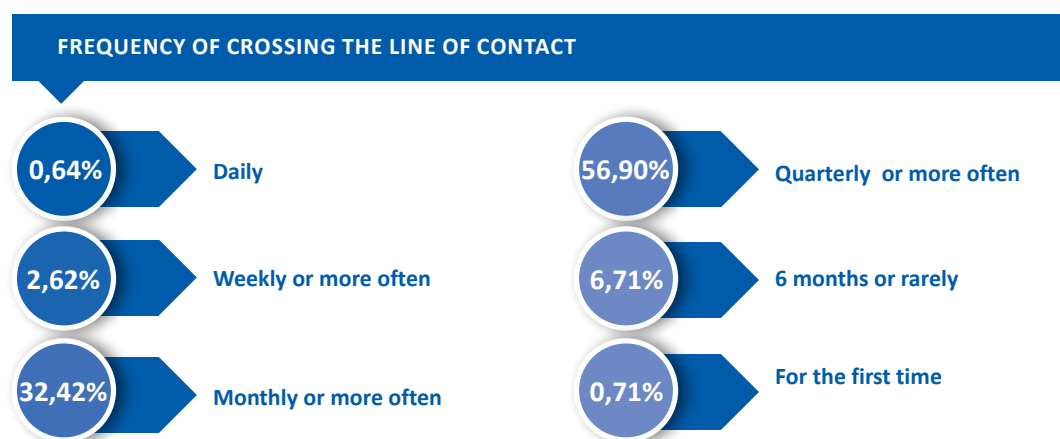 FREQUENCY OF CROSSING THE LINE OF CONTACT
0,64%
Daily
2,62%
Weekly or more often
32,42%
Monthly or more often
56,90%
Quarterly or more often
6,71%
6 months or rarely
0,71%
For the first time